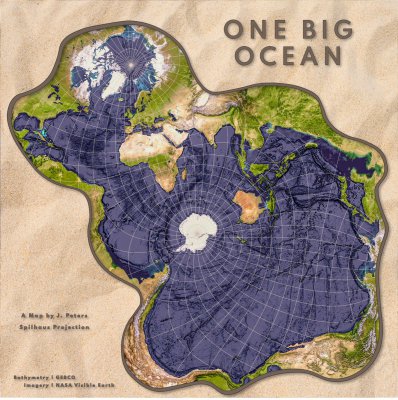 ONE BIG
OCEAN
A Map by J. Peters
Spilhaus Projection
Bathymetry | GEBCO
Imagery | NASA Visible Earth